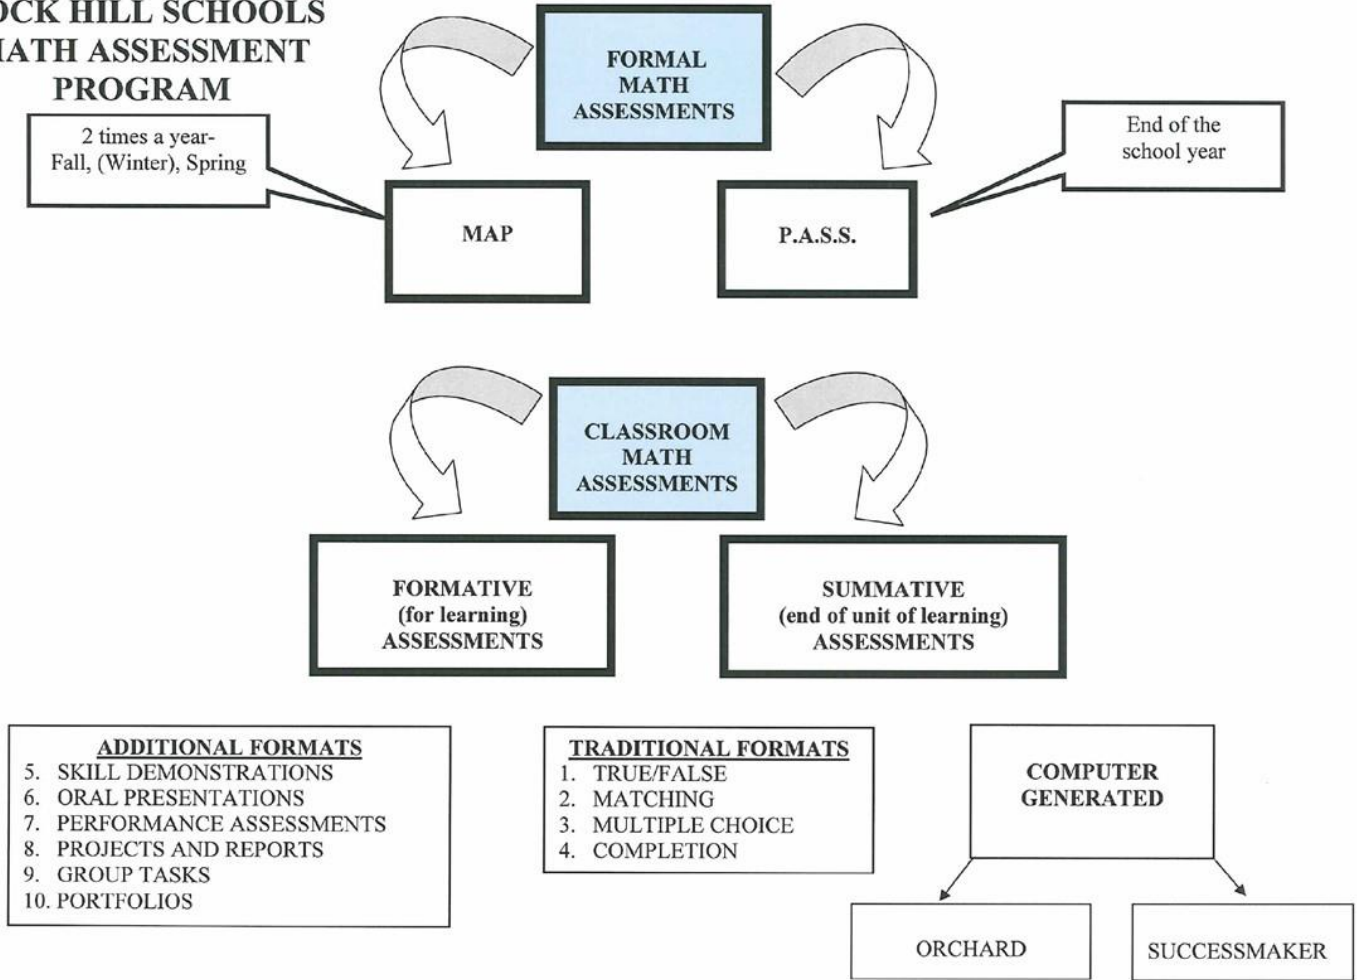 OCK HILL SCHOOLS
MATH ASSESSMENT
PROGRAM
FORMAL
MATH
ASSESSMENTS
2 times a year-
Fall, (Winter), Spring
End of the
school year
MAP
P.A.S.S.
CLASSROOM
MATH
ASSESSMENTS
FORMATIVE
(for learning)
ASSESSMENTS
SUMMATIVE
(end of unit of learning)
ASSESSMENTS
ADDITIONAL FORMATS
5. SKILL DEMONSTRATIONS
6. ORAL PRESENTATIONS
7. PERFORMANCE ASSESSMENTS
8. PROJECTS AND REPORTS
9. GROUP TASKS
10. PORTFOLIOS
TRADITIONAL FORMATS
1. TRUE/FALSE
2. MATCHING
3. MULTIPLE CHOICE
4. COMPLETION
COMPUTER
GENERATED
ORCHARD
SUCCESSMAKER